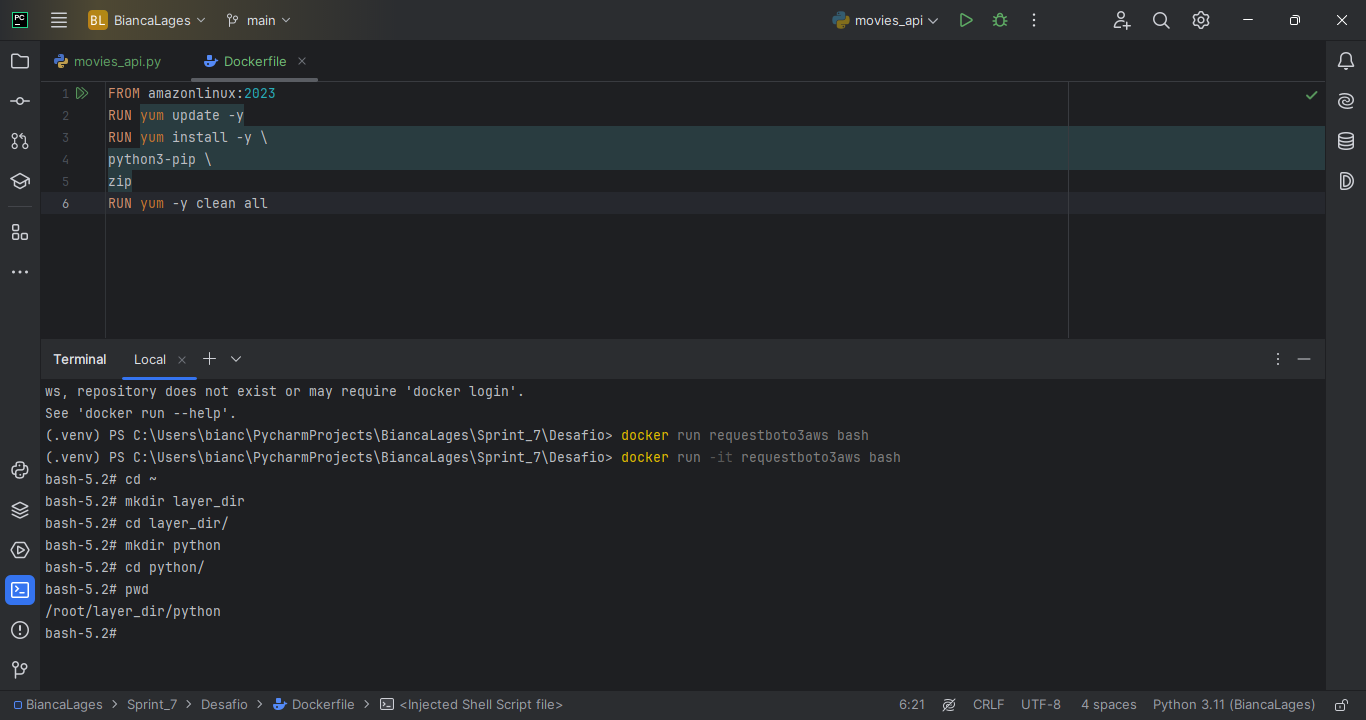 PC
BL BiancaLages main movies_api
movies_api.py Dockerfile
1 FROM amazonlinux:2023
2 RUN yum update -y
3 RUN yum install -y \
4 python3-pip \
5 zip
6 RUN yum -y clean all
Terminal Local
ws, repository does not exist or may require 'docker login'.
See 'docker run --help'.
(.venv) PS C:\Users\bianc\PycharmProjects\BiancaLages\Sprint_7\Desafio> docker run requestboto3aws bash
(.venv) PS C:\Users\bianc\PycharmProjects\BiancaLages\Sprint_7\Desafio> docker run -it requestboto3aws bash
bash-5.2# cd ~
bash-5.2# mkdir layer_dir
bash-5.2# cd layer_dir/
bash-5.2# mkdir python
bash-5.2# cd python/
bash-5.2# pwd
/root/layer_dir/python
bash-5.2#
BiancaLages > Sprint_7 > Desafio > Dockerfile > <Injected Shell Script file> 6:21 CRLF UTF-8 4 spaces Python 3.11 (BiancaLages)